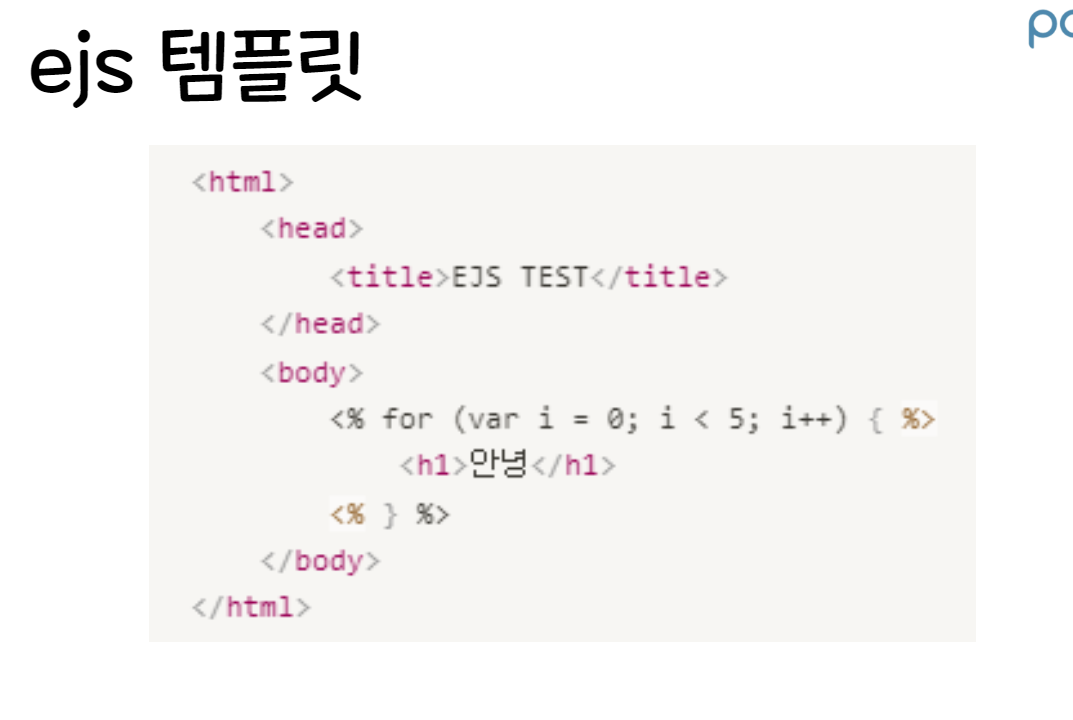 ejs 템플릿
<html>
<head>
<title>EJS TEST</title>
</head>
<body>
<% for (var i = 0; i < 5; i++) { %>
<h1>안녕</h1>
<% } %>
</body>
</html>